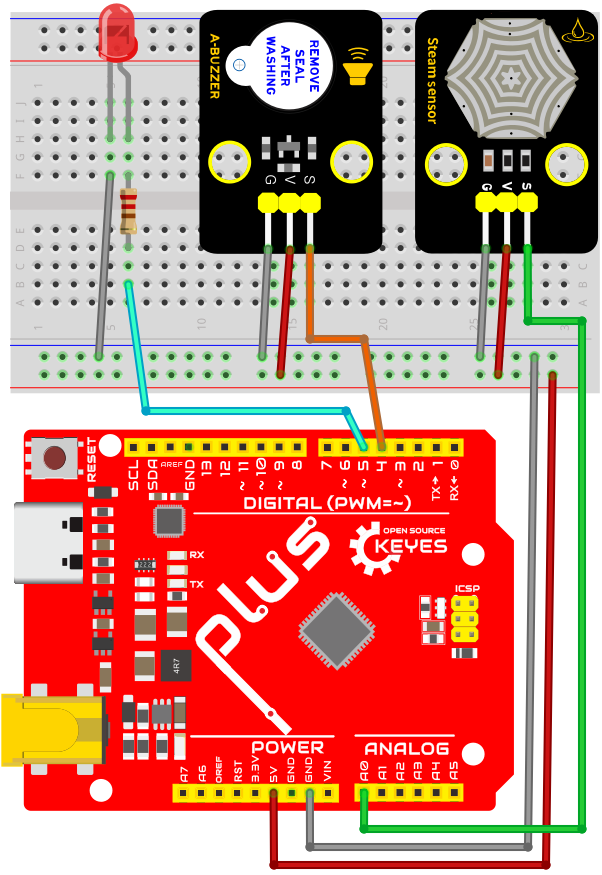 A-BUZZER
REMOVE
SEAL
AFTER
WASHING
G
V
S
Steam sensor
G
V
S
J
I
H
G
F
E
D
C
B
A
1
5
10
15
20
25
RESET
SCL
SDA
AREF
GND
13
12
~11
~10
~9
8
7
~6
~5
4
~3
2
TX→1
RX←0
DIGITAL (PWM=~)
RX
TX
plus
OPEN SOURCE
KEYES
ICSP
4R7
POWER
ANALOG
A7
A6
OREF
RST
3.3V
5V
GND
GND
VIN
A0
A1
A2
A3
A4
A5